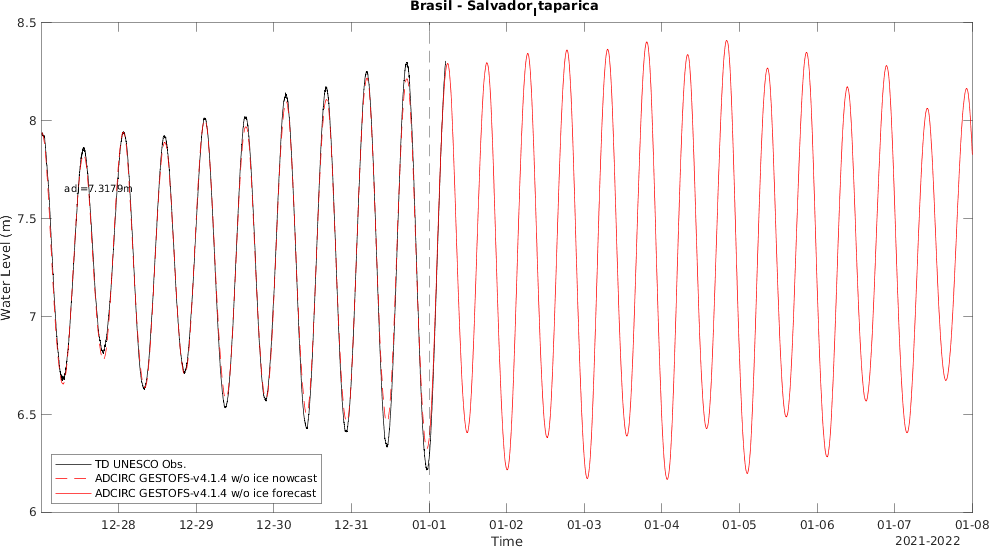 Brasil - Salvador_Itaparica
8.5
8
7.5
7
6.5
6
Water Level (m)
adj=7.3179m
TD UNESCO Obs.
ADCIRC GESTOFS-v4.1.4 w/o ice nowcast
ADCIRC GESTOFS-v4.1.4 w/o ice forecast
12-28 12-29 12-30 12-31 01-01 01-02 01-03 01-04 01-05 01-06 01-07 01-08
Time
2021-2022